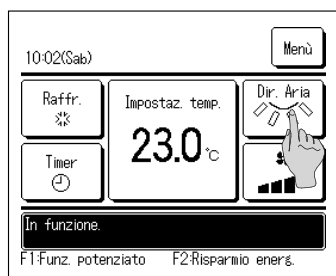 10:02(Sab)
Menù
Raffr.
Impostaz. temp.
Dir. Aria
23.0°C
Timer
In funzione.
F1:Funz. potenziato F2:Risparmio energ.